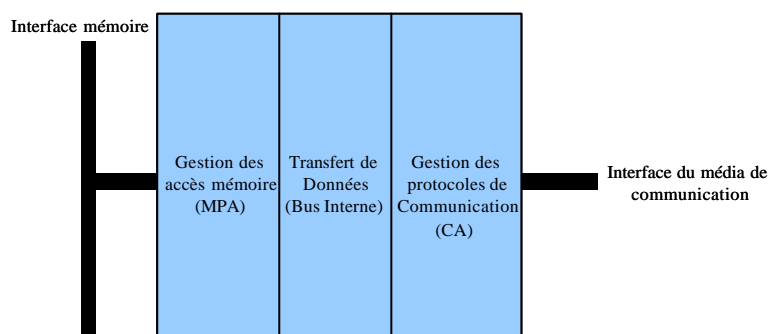 Interface mémoire
Gestion des
accès mémoire
(MPA)
Transfert de
Données
(Bus Interne)
Gestion des
protocoles de
Communication
(CA)
Interface du média de
communication